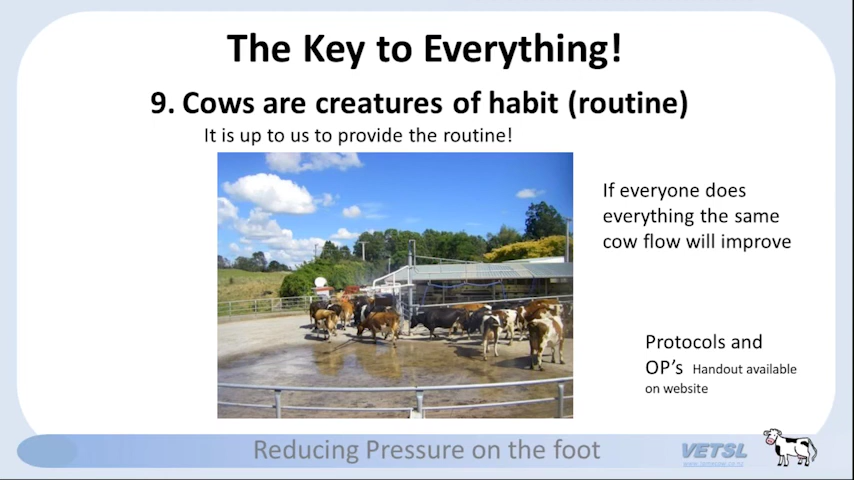 The Key to Everything!
9. Cows are creatures of habit (routine)
It is up to us to provide the routine!
If everyone does
everything the same
cow flow will improve
Protocols and
OP's Handout available
on website
Reducing Pressure on the foot
VETSL